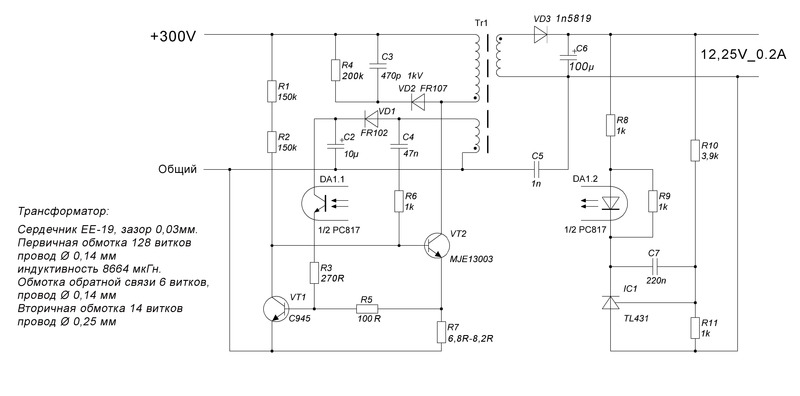 Tr1
VD3 1n5819
+300V
C3
470p 1kV
R4
200k
C6
+
100µ
12,25V_0.2A
VD2 FR107
R1
150k
VD1
FR102
R8
1k
R2
150k
+
C2
10µ
C4
47n
R10
3,9k
Общий
C5
1n
DA1.1
DA1.2
R6
1k
R9
1k
1/2 PC817
1/2 PC817
VT2
MJE13003
C7
220n
R3
270R
IC1
TL431
VT1
C945
R5
100 R
R7
6,8R-8,2R
R11
1k
Трансформатор:
Сердечник EE-19, зазор 0,03мм.
Первичная обмотка 128 витков
провод Ø 0,14 мм
индуктивность 8664 мкГн.
Обмотка обратной связи 6 витков,
провод Ø 0,14 мм
Вторичная обмотка 14 витков
провод Ø 0,25 мм